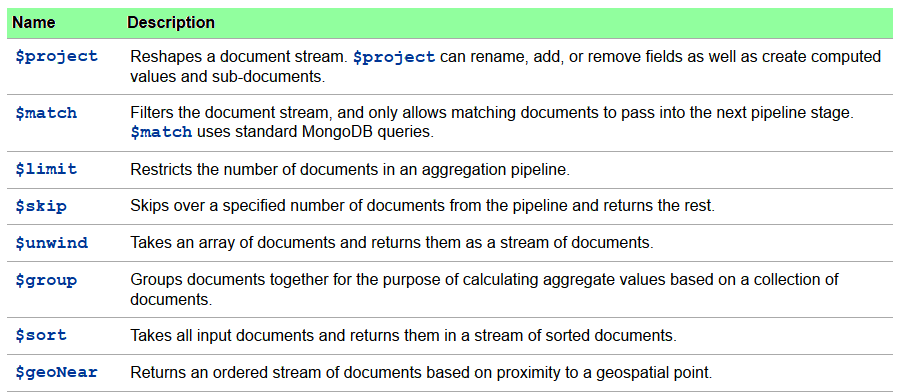 Name Description
$project Reshapes a document stream. $project can rename, add, or remove fields as well as create computed
values and sub-documents.
$match Filters the document stream, and only allows matching documents to pass into the next pipeline stage.
$match uses standard MongoDB queries.
$limit Restricts the number of documents in an aggregation pipeline.
$skip Skips over a specified number of documents from the pipeline and returns the rest.
$unwind Takes an array of documents and returns them as a stream of documents.
$group Groups documents together for the purpose of calculating aggregate values based on a collection of
documents.
$sort Takes all input documents and returns them in a stream of sorted documents.
$geoNear Returns an ordered stream of documents based on proximity to a geospatial point.